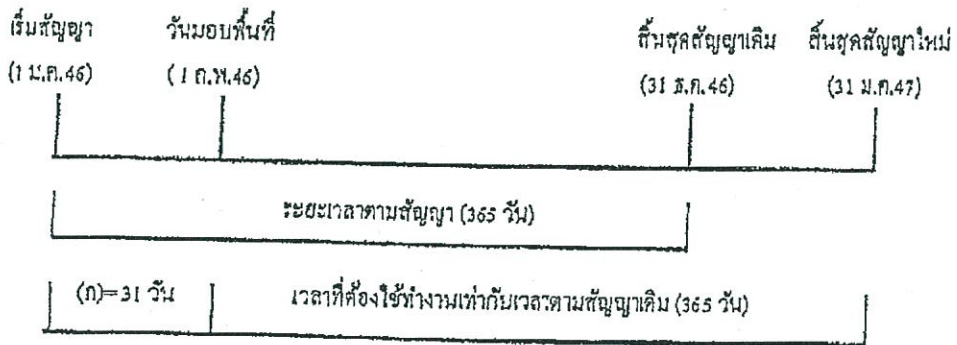 เริ่มสัญญา วันมอบพื้นที่ สิ้นสุดสัญญาเดิม สิ้นสุดสัญญาใหม่
(1 ม.ค.46) (1 ก.พ.46) (31 ธ.ค.46) (31 ม.ค.47)
ระยะเวลาตามสัญญา (365 วัน)
(ก)=31 วัน เวลาที่ต้องใช้ทำงานเท่ากับเวลาตามสัญญาเดิม (365 วัน)